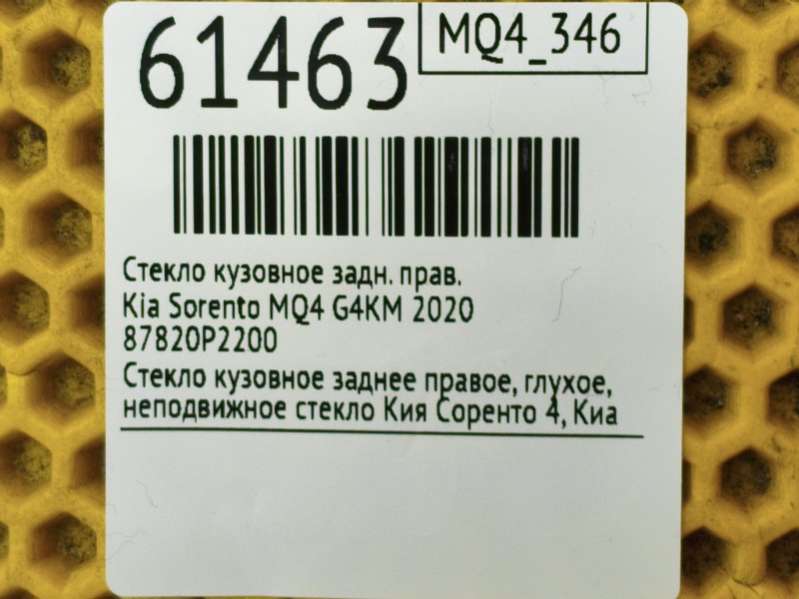 61463
MQ4_346
Стекло кузовное задн. прав.
Kia Sorento MQ4 G4KM 2020
87820P2200
Стекло кузовное заднее правое, глухое,
неподвижное стекло Кия Соренто 4, Киа